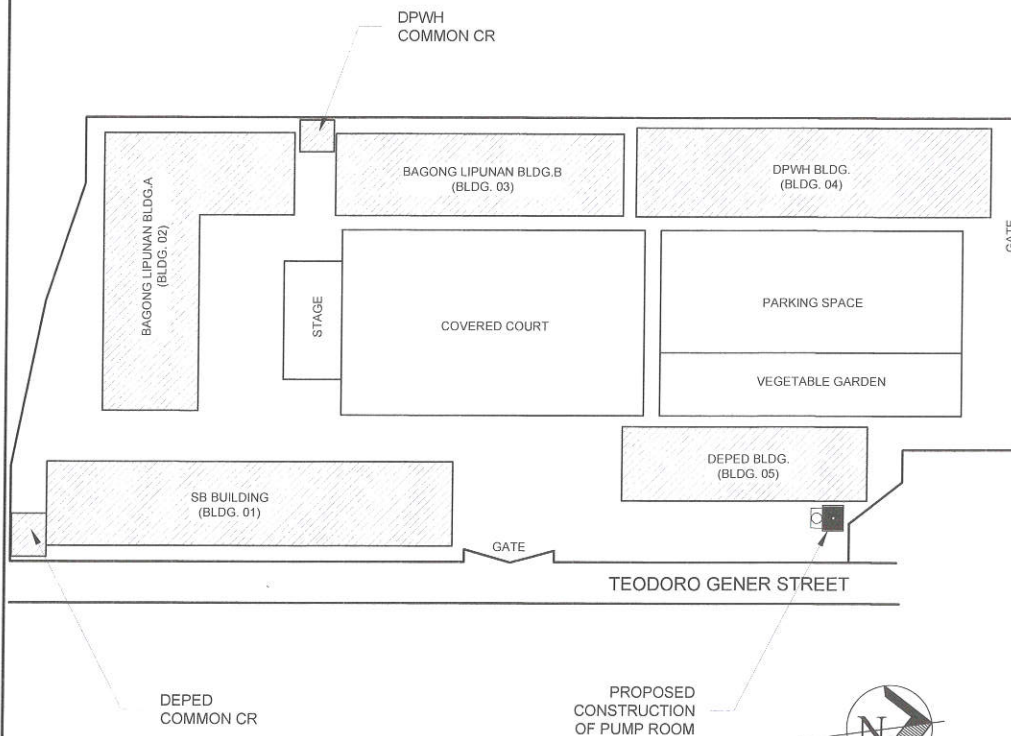 DPWH
COMMON CR
BAGONG LIPUNAN BLDG.A
(BLDG. 02)
BAGONG LIPUNAN BLDG.B
(BLDG. 03)
DPWH BLDG.
(BLDG. 04)
GATE
STAGE
COVERED COURT
PARKING SPACE
VEGETABLE GARDEN
DEPED BLDG.
(BLDG. 05)
SB BUILDING
(BLDG. 01)
GATE
TEODORO GENER STREET
DEPED
COMMON CR
PROPOSED
CONSTRUCTION
OF PUMP ROOM
N